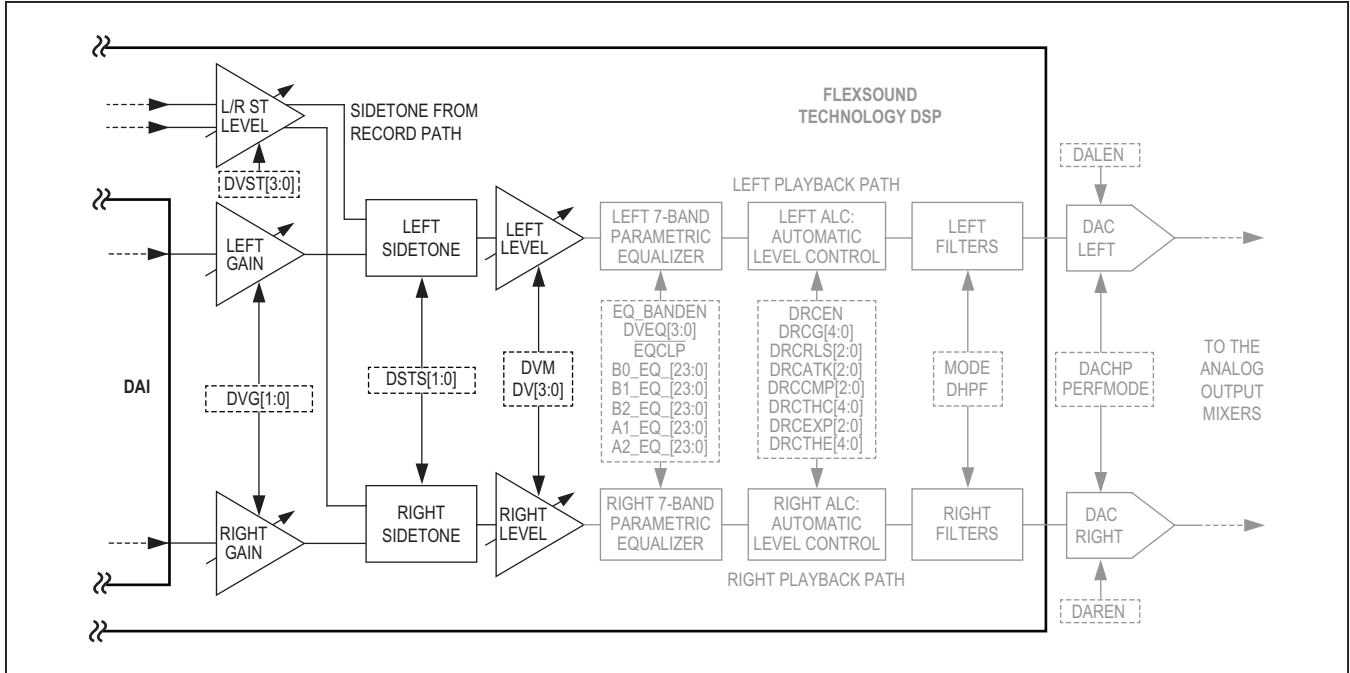 L/R ST
LEVEL
SIDETONE FROM
RECORD PATH
FLEXSOUND
TECHNOLOGY DSP
DVST[3:0]
LEFT PLAYBACK PATH
DALEN
LEFT
GAIN
LEFT
SIDETONE
LEFT
LEVEL
LEFT 7-BAND
PARAMETRIC
EQUALIZER
LEFT ALC:
AUTOMATIC
LEVEL CONTROL
LEFT
FILTERS
DAC
LEFT
DAI
DVG[1:0]
DSTS[1:0]
DVM
DV[3:0]
EQ_BANDEN
DVEQ[3:0]
EQCLP
B0_EQ_[23:0]
B1_EQ_[23:0]
B2_EQ_[23:0]
A1_EQ_[23:0]
A2_EQ_[23:0]
DRCEN
DRCG[4:0]
DRCRLS[2:0]
DRCATK[2:0]
DRCCMP[2:0]
DRCTHC[4:0]
DRCEXP[2:0]
DRCTHE[4:0]
MODE
DHPF
DACHP
PERFMODE
TO THE
ANALOG
OUTPUT
MIXERS
RIGHT
GAIN
RIGHT
SIDETONE
RIGHT
LEVEL
RIGHT 7-BAND
PARAMETRIC
EQUALIZER
RIGHT ALC:
AUTOMATIC
LEVEL CONTROL
RIGHT
FILTERS
DAC
RIGHT
RIGHT PLAYBACK PATH
DAREN